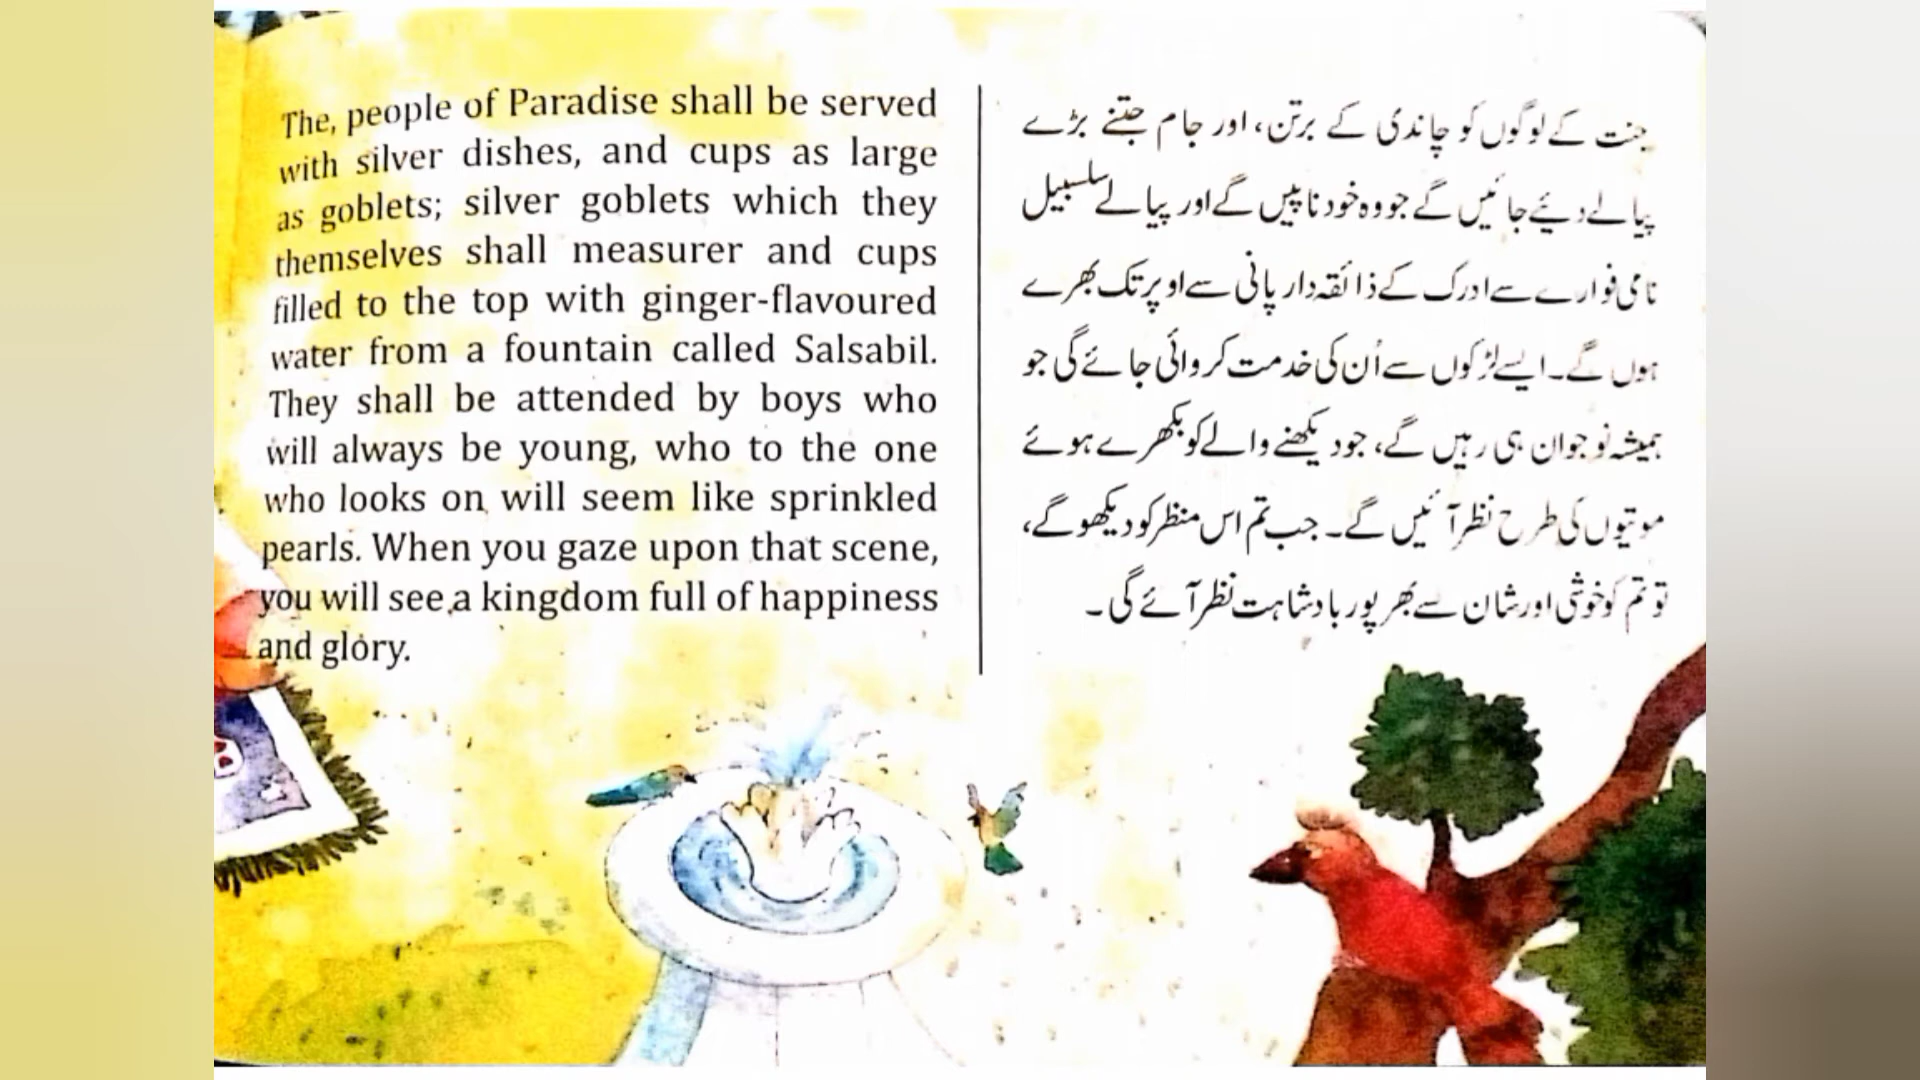 The, people of Paradise shall be served
with silver dishes, and cups as large
as goblets; silver goblets which they
themselves shall measurer and cups
filled to the top with ginger-flavoured
water from a fountain called Salsabil.
They shall be attended by boys who
will always be young, who to the one
who looks on will seem like sprinkled
pearls. When you gaze upon that scene,
you will see a kingdom full of happiness
and glory.
جنت کے لوگوں کو چاندی کے برتن، اور جام جتنے بڑے
پیالے دیئے جائیں گے جو وہ خود ناپیں گے اور پیالے سلسبیل
نامی فوارے سے ادرک کے ذائقہ دار پانی سے اوپر تک بھرے
ہوں گے۔ ایسے لڑکوں سے اُن کی خدمت کروائی جائے گی جو
ہمیشہ نوجوان ہی رہیں گے، جو دیکھنے والے کو بکھرے ہوئے
موتیوں کی طرح نظر آئیں گے۔ جب تم اس منظر کو دیکھو گے،
تو تم کو خوشی اور شان سے بھرپور بادشاہت نظر آئے گی۔